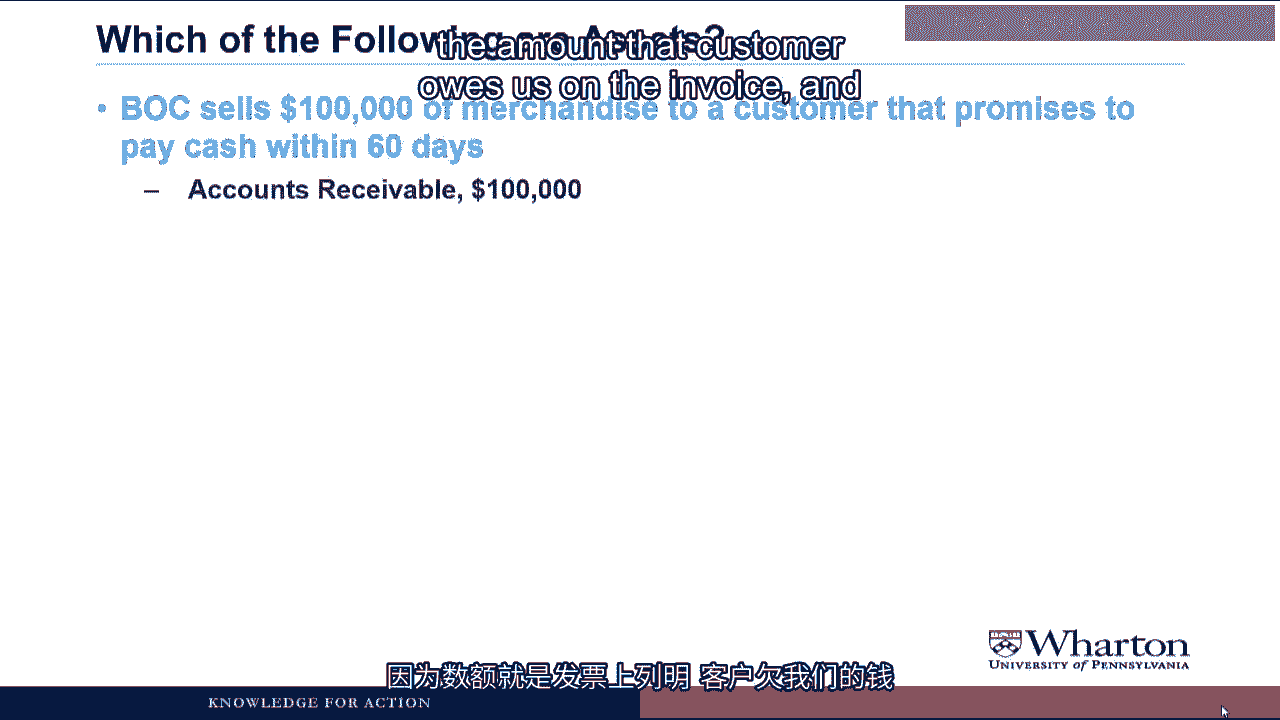 Which of the Following are Assets?
the amount that customer
owes us on the invoice, and
• BOC sells $100,000 of merchandise to a customer that promises to
pay cash within 60 days
– Accounts Receivable, $100,000
Wharton
UNIVERSITY of PENNSYLVANIA
因为数额就是发票上列明 客户欠我们的钱
KNOWLEDGE FOR ACTION